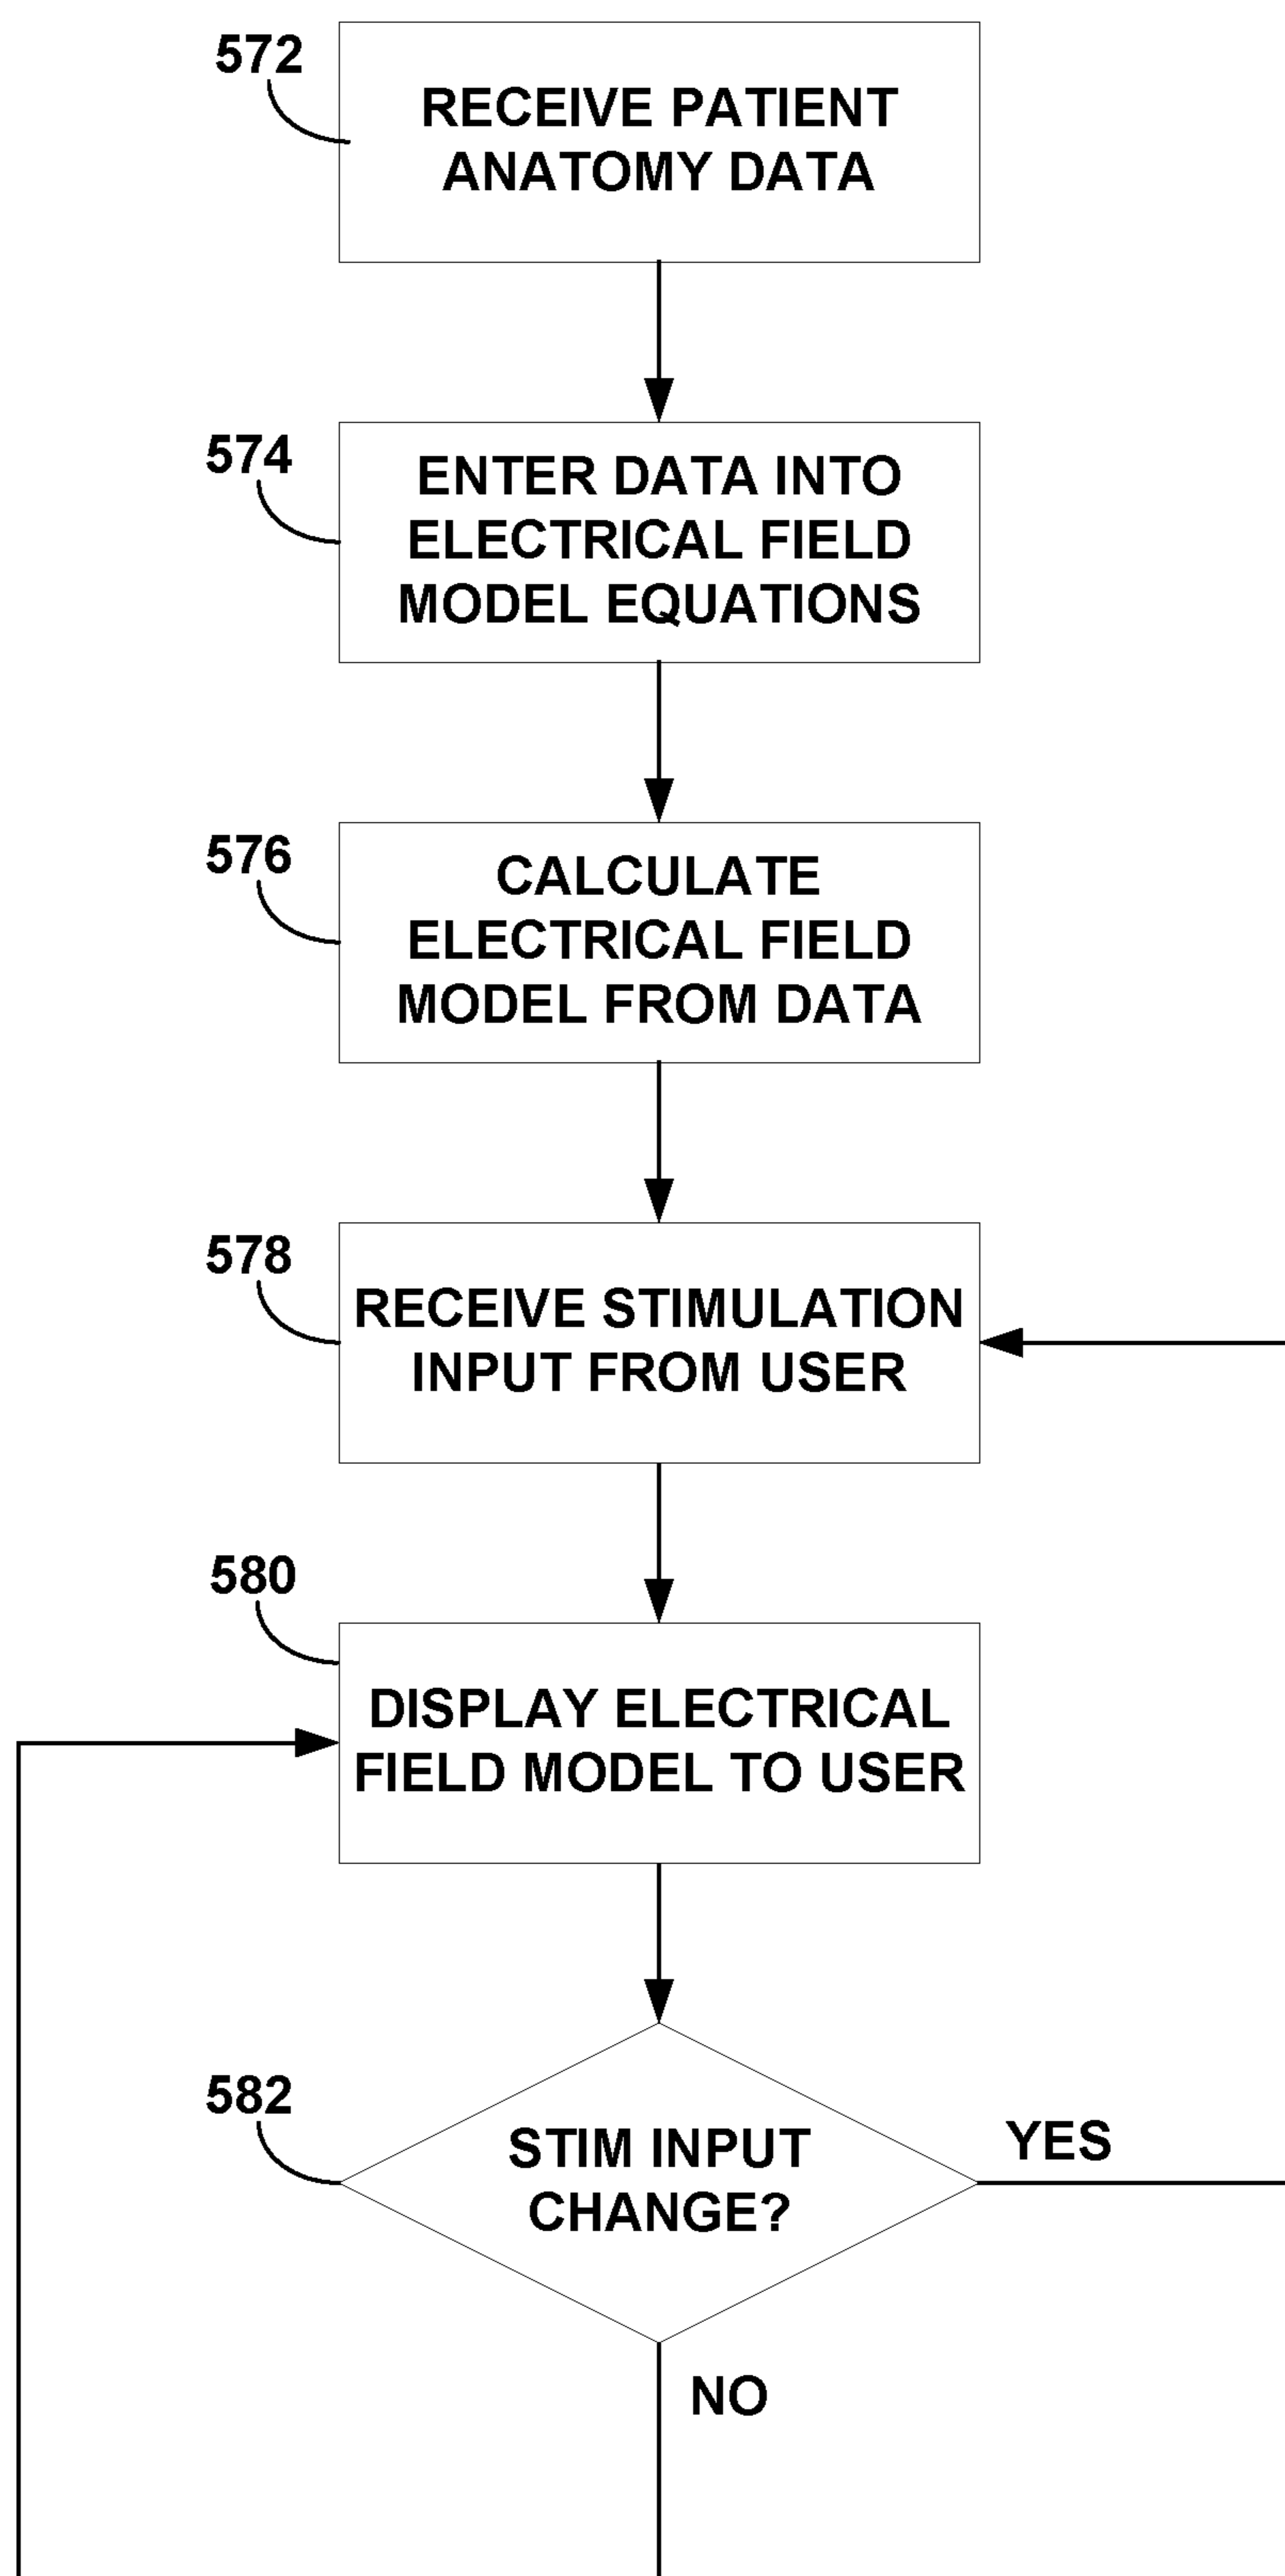 572
RECEIVE PATIENT
ANATOMY DATA
574
ENTER DATA INTO
ELECTRICAL FIELD
MODEL EQUATIONS
576
CALCULATE
ELECTRICAL FIELD
MODEL FROM DATA
578
RECEIVE STIMULATION
INPUT FROM USER
580
DISPLAY ELECTRICAL
FIELD MODEL TO USER
582
STIM INPUT
CHANGE?
YES
NO